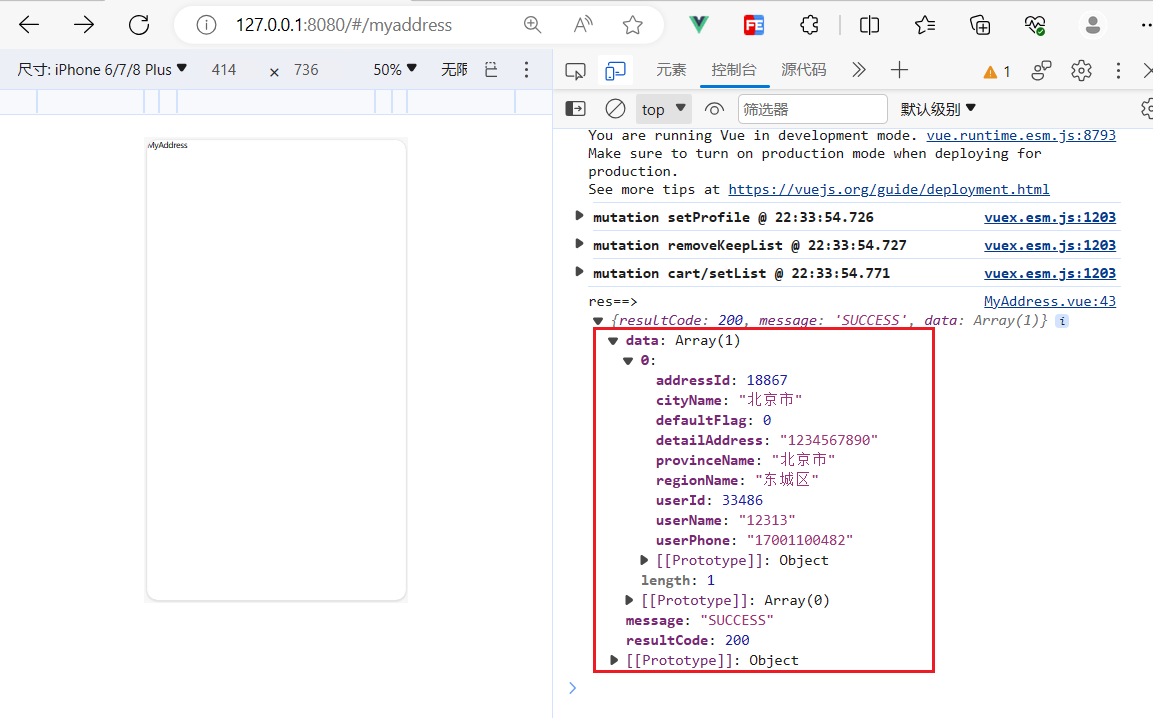 127.0.0.1:8080/#/myaddress
尺寸: iPhone 6/7/8 Plus 414 × 736 50% 无限
元素 控制台 源代码 1
top 筛选器 默认级别
MyAddress
You are running Vue in development mode. vue.runtime.esm.js:8793
Make sure to turn on production mode when deploying for
production.
See more tips at https://vuejs.org/guide/deployment.html
mutation setProfile @ 22:33:54.726 vuex.esm.js:1203
mutation removeKeepList @ 22:33:54.727 vuex.esm.js:1203
mutation cart/setList @ 22:33:54.771 vuex.esm.js:1203
res==> MyAddress.vue:43
{resultCode: 200, message: 'SUCCESS', data: Array(1)} i
data: Array(1)
0:
addressId: 18867
cityName: "北京市"
defaultFlag: 0
detailAddress: "1234567890"
provinceName: "北京市"
regionName: "东城区"
userId: 33486
userName: "12313"
userPhone: "17001100482"
[[Prototype]]: Object
length: 1
[[Prototype]]: Array(0)
message: "SUCCESS"
resultCode: 200
[[Prototype]]: Object